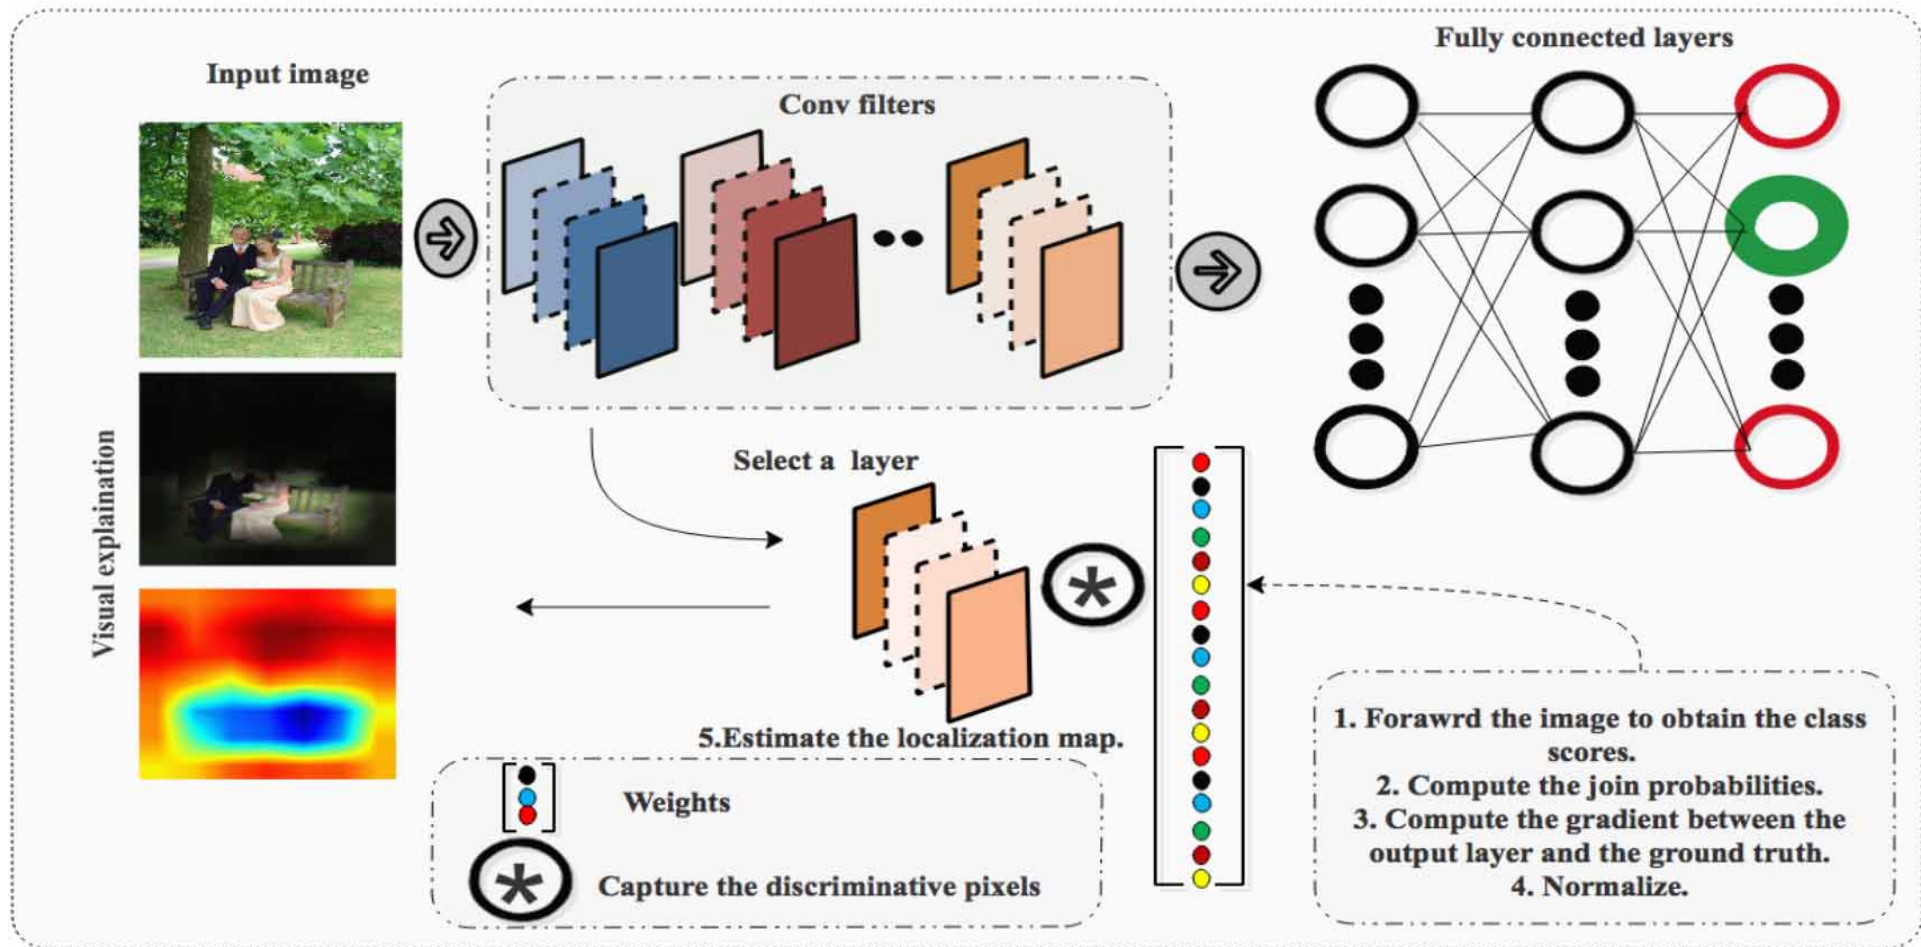 Input image
Conv filters
Fully connected layers
Select a layer
Visual explaination
5.Estimate the localization map.
Weights
Capture the discriminative pixels
1. Forawrd the image to obtain the class
scores.
2. Compute the join probabilities.
3. Compute the gradient between the
output layer and the ground truth.
4. Normalize.